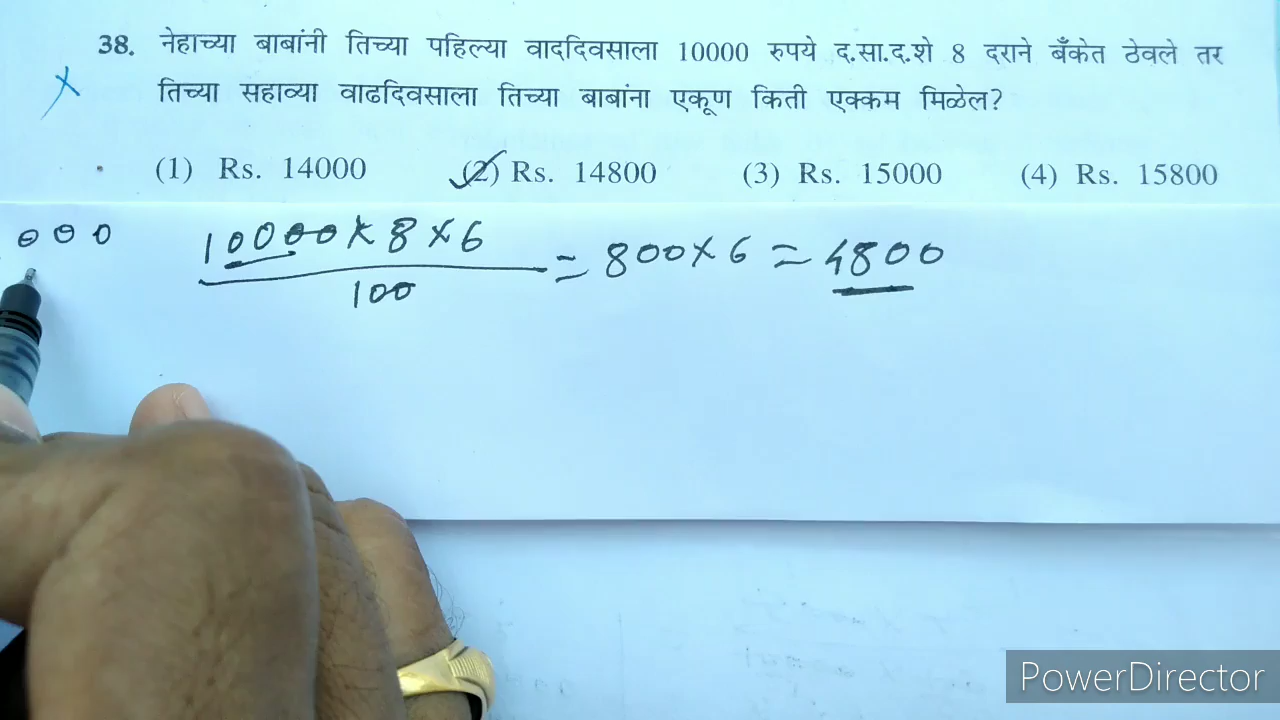 38. नेहाच्या बाबांनी तिच्या पहिल्या वाददिवसाला 10000 रुपये द.सा.द.शे 8 दराने बँकेत ठेवले तर
तिच्या सहाव्या वाढदिवसाला तिच्या बाबांना एकूण किती एक्कम मिळेल?
(1) Rs. 14000 (2) Rs. 14800 (3) Rs. 15000 (4) Rs. 15800
000 10000×8×6 = 800×6 = 4800
100
PowerDirector